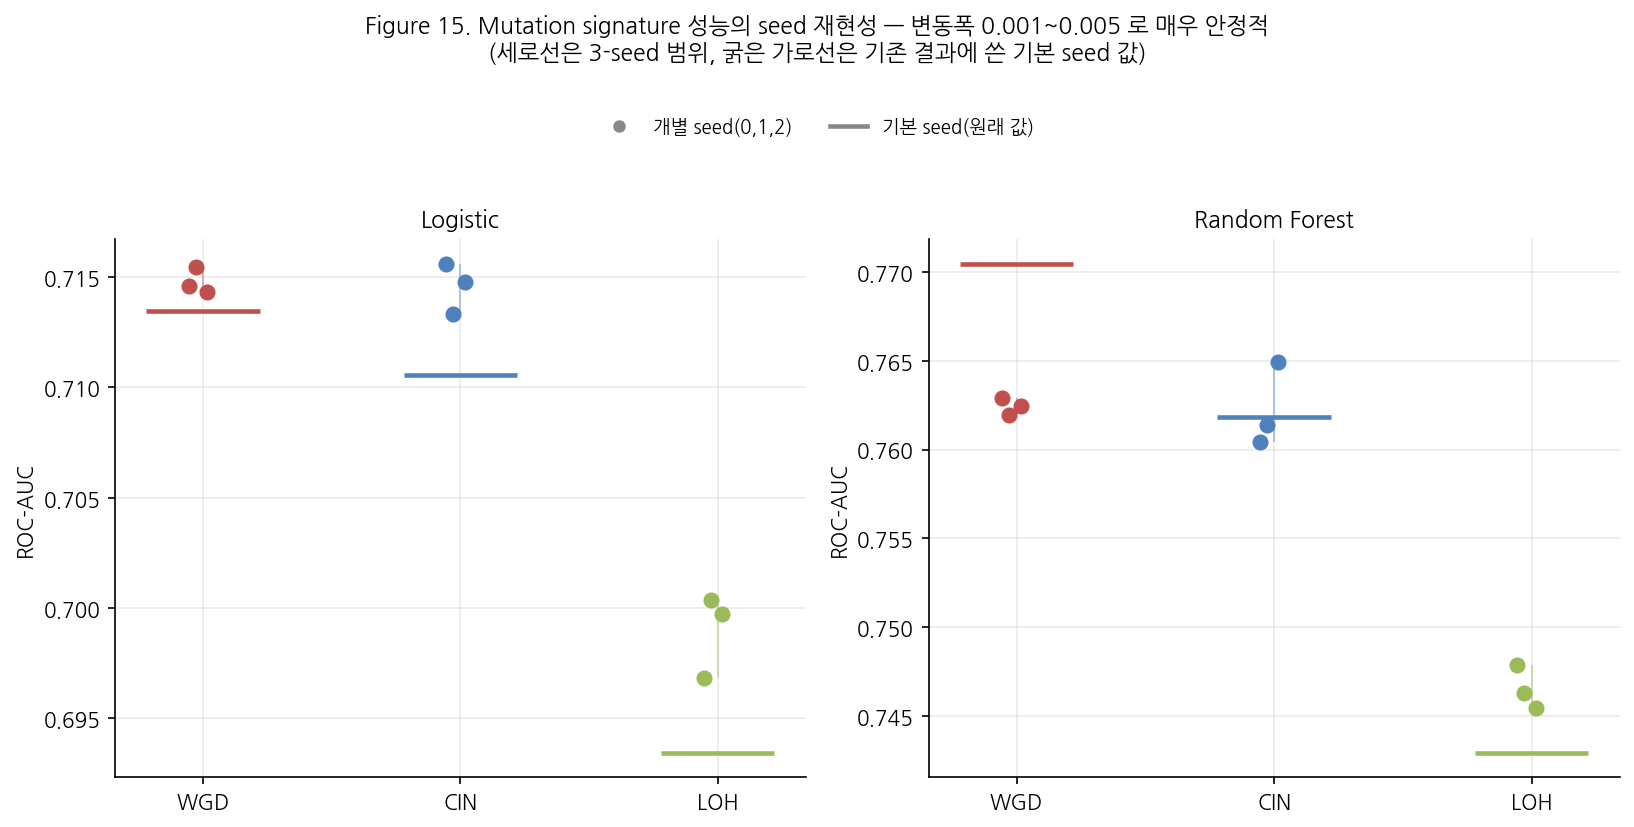 Figure 15. Mutation signature 성능의 seed 재현성 — 변동폭 0.001~0.005 로 매우 안정적
(세로선은 3-seed 범위, 굵은 가로선은 기존 결과에 쓴 기본 seed 값)
개별 seed(0,1,2)
기본 seed(원래 값)
Logistic
0.715
0.710
0.705
0.700
0.695
ROC-AUC
WGD
CIN
LOH
Random Forest
0.770
0.765
0.760
0.755
0.750
0.745
ROC-AUC
WGD
CIN
LOH